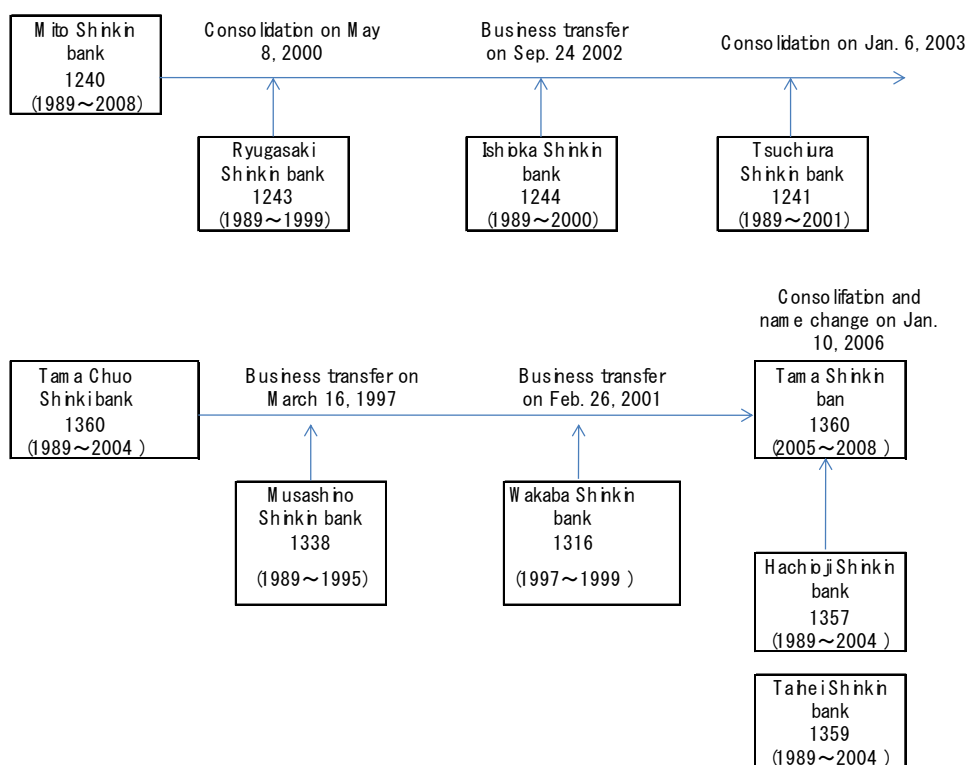 Mito Shinkin
bank
1240
(1989～2008)
Consolidation on May
8, 2000
Business transfer
on Sep. 24 2002
Consolidation on Jan. 6, 2003
Ryugasaki
Shinkin bank
1243
(1989～1999)
Ishioka Shinkin
bank
1244
(1989～2000)
Tsuchiura
Shinkin bank
1241
(1989～2001)
Consolifation and
name change on Jan.
10, 2006
Tama Chuo
Shinki bank
1360
(1989～2004 )
Business transfer on
March 16, 1997
Business transfer
on Feb. 26, 2001
Tama Shinkin
ban
1360
(2005～2008 )
Musashino
Shinkin bank
1338
(1989～1995)
Wakaba Shinkin
bank
1316
(1997～1999 )
Hachioji Shinkin
bank
1357
(1989～2004 )
Taihei Shinkin
bank
1359
(1989～2004 )